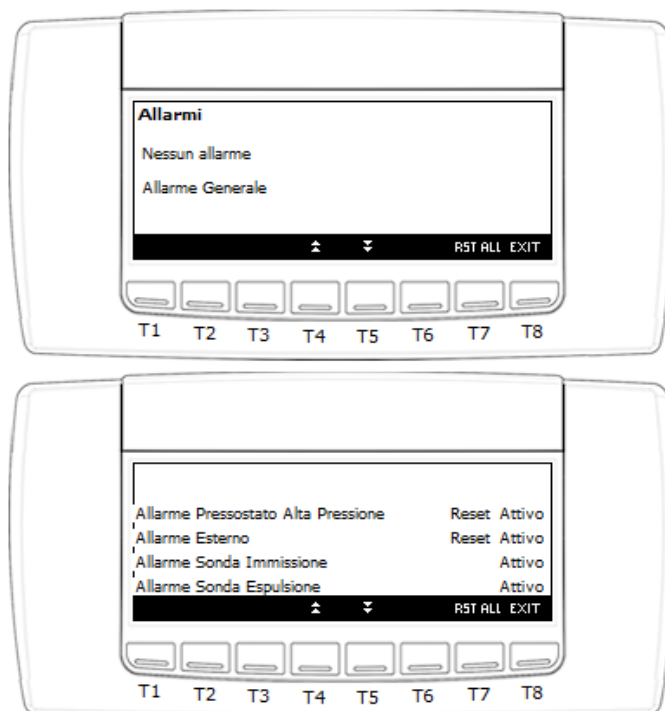 Allarmi
Nessun allarme
Allarme Generale
RST ALL EXIT
T1 T2 T3 T4 T5 T6 T7 T8
Allarme Pressostato Alta Pressione Reset Attivo
Allarme Esterno Reset Attivo
Allarme Sonda Immissione Attivo
Allarme Sonda Espulsione Attivo
RST ALL EXIT
T1 T2 T3 T4 T5 T6 T7 T8